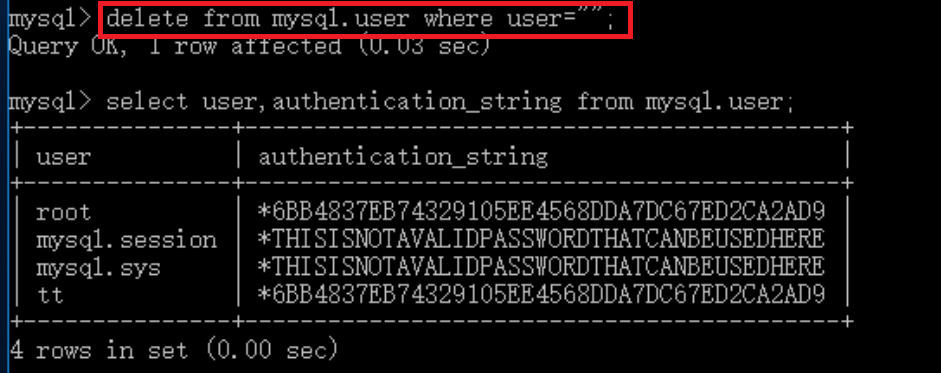 mysql> delete from mysql.user where user="";
Query OK, 1 row affected (0.03 sec)
mysql> select user,authentication_string from mysql.user;
+---------------+-------------------------------------------+
| user          | authentication_string                     |
+---------------+-------------------------------------------+
| root          | *6BB4837EB74329105EE4568DDA7DC67ED2CA2AD9 |
| mysql.session | *THISISNOTAVALIDPASSWORDTHATCANBEUSEDHERE |
| mysql.sys     | *THISISNOTAVALIDPASSWORDTHATCANBEUSEDHERE |
| tt            | *6BB4837EB74329105EE4568DDA7DC67ED2CA2AD9 |
+---------------+-------------------------------------------+
4 rows in set (0.00 sec)